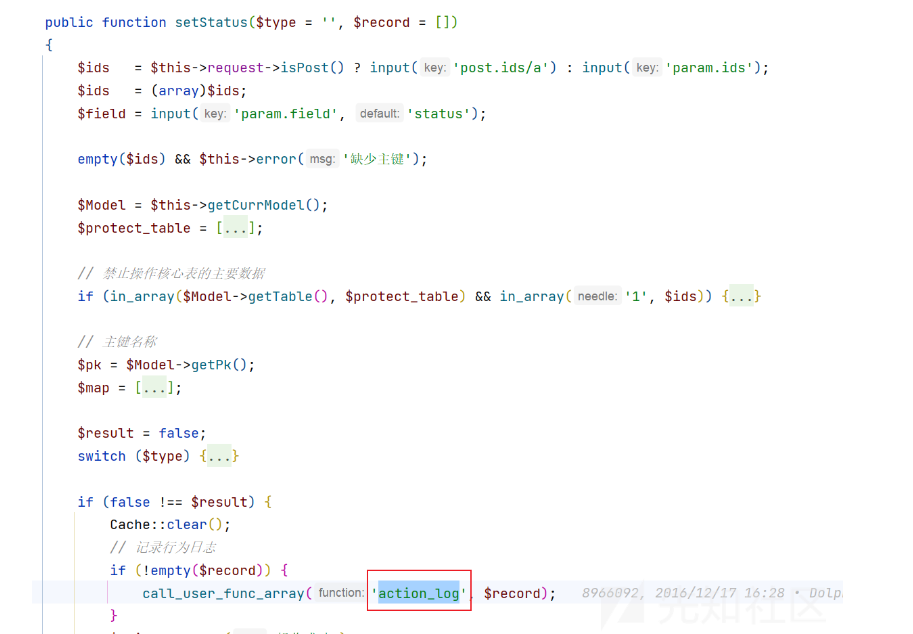 public function setStatus($type = '', $record = [])
{
$ids = $this->request->isPost() ? input( key: 'post.ids/a') : input( key: 'param.ids');
$ids = (array)$ids;
$field = input( key: 'param.field', default: 'status');
empty($ids) && $this->error( msg: '缺少主键');
$Model = $this->getCurrModel();
$protect_table = [...];
// 禁止操作核心表的主要数据
if (in_array($Model->getTable(), $protect_table) && in_array( needle: '1', $ids)) {...}
// 主键名称
$pk = $Model->getPk();
$map = [...];
$result = false;
switch ($type) {...}
if (false !== $result) {
Cache::clear();
// 记录行为日志
if (!empty($record)) {
call_user_func_array( function: 'action_log', $record); 8966092, 2016/12/17 16:28 • Dolp
}
先知社区